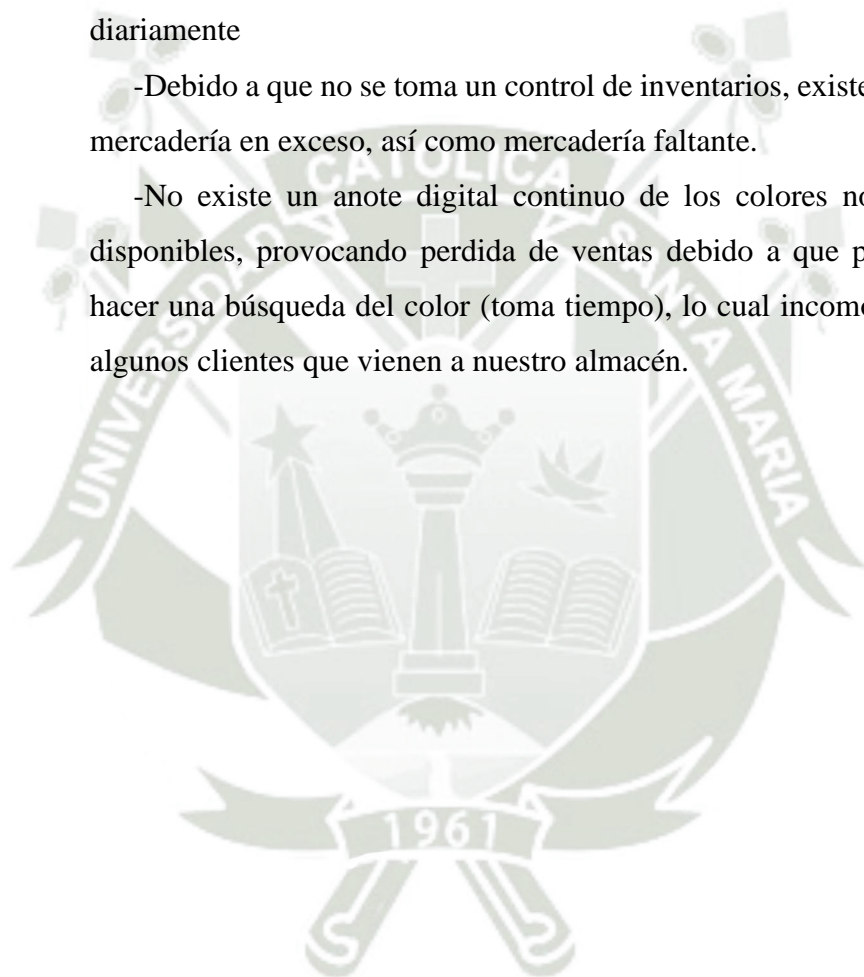 diariamente
-Debido a que no se toma un control de inventarios, existe
mercadería en exceso, así como mercadería faltante.
-No existe un anote digital continuo de los colores no
disponibles, provocando perdida de ventas debido a que p
hacer una búsqueda del color (toma tiempo), lo cual incomo
algunos clientes que vienen a nuestro almacén.
UNIVERSIDAD CATOLICA SANTA MARIA
1961